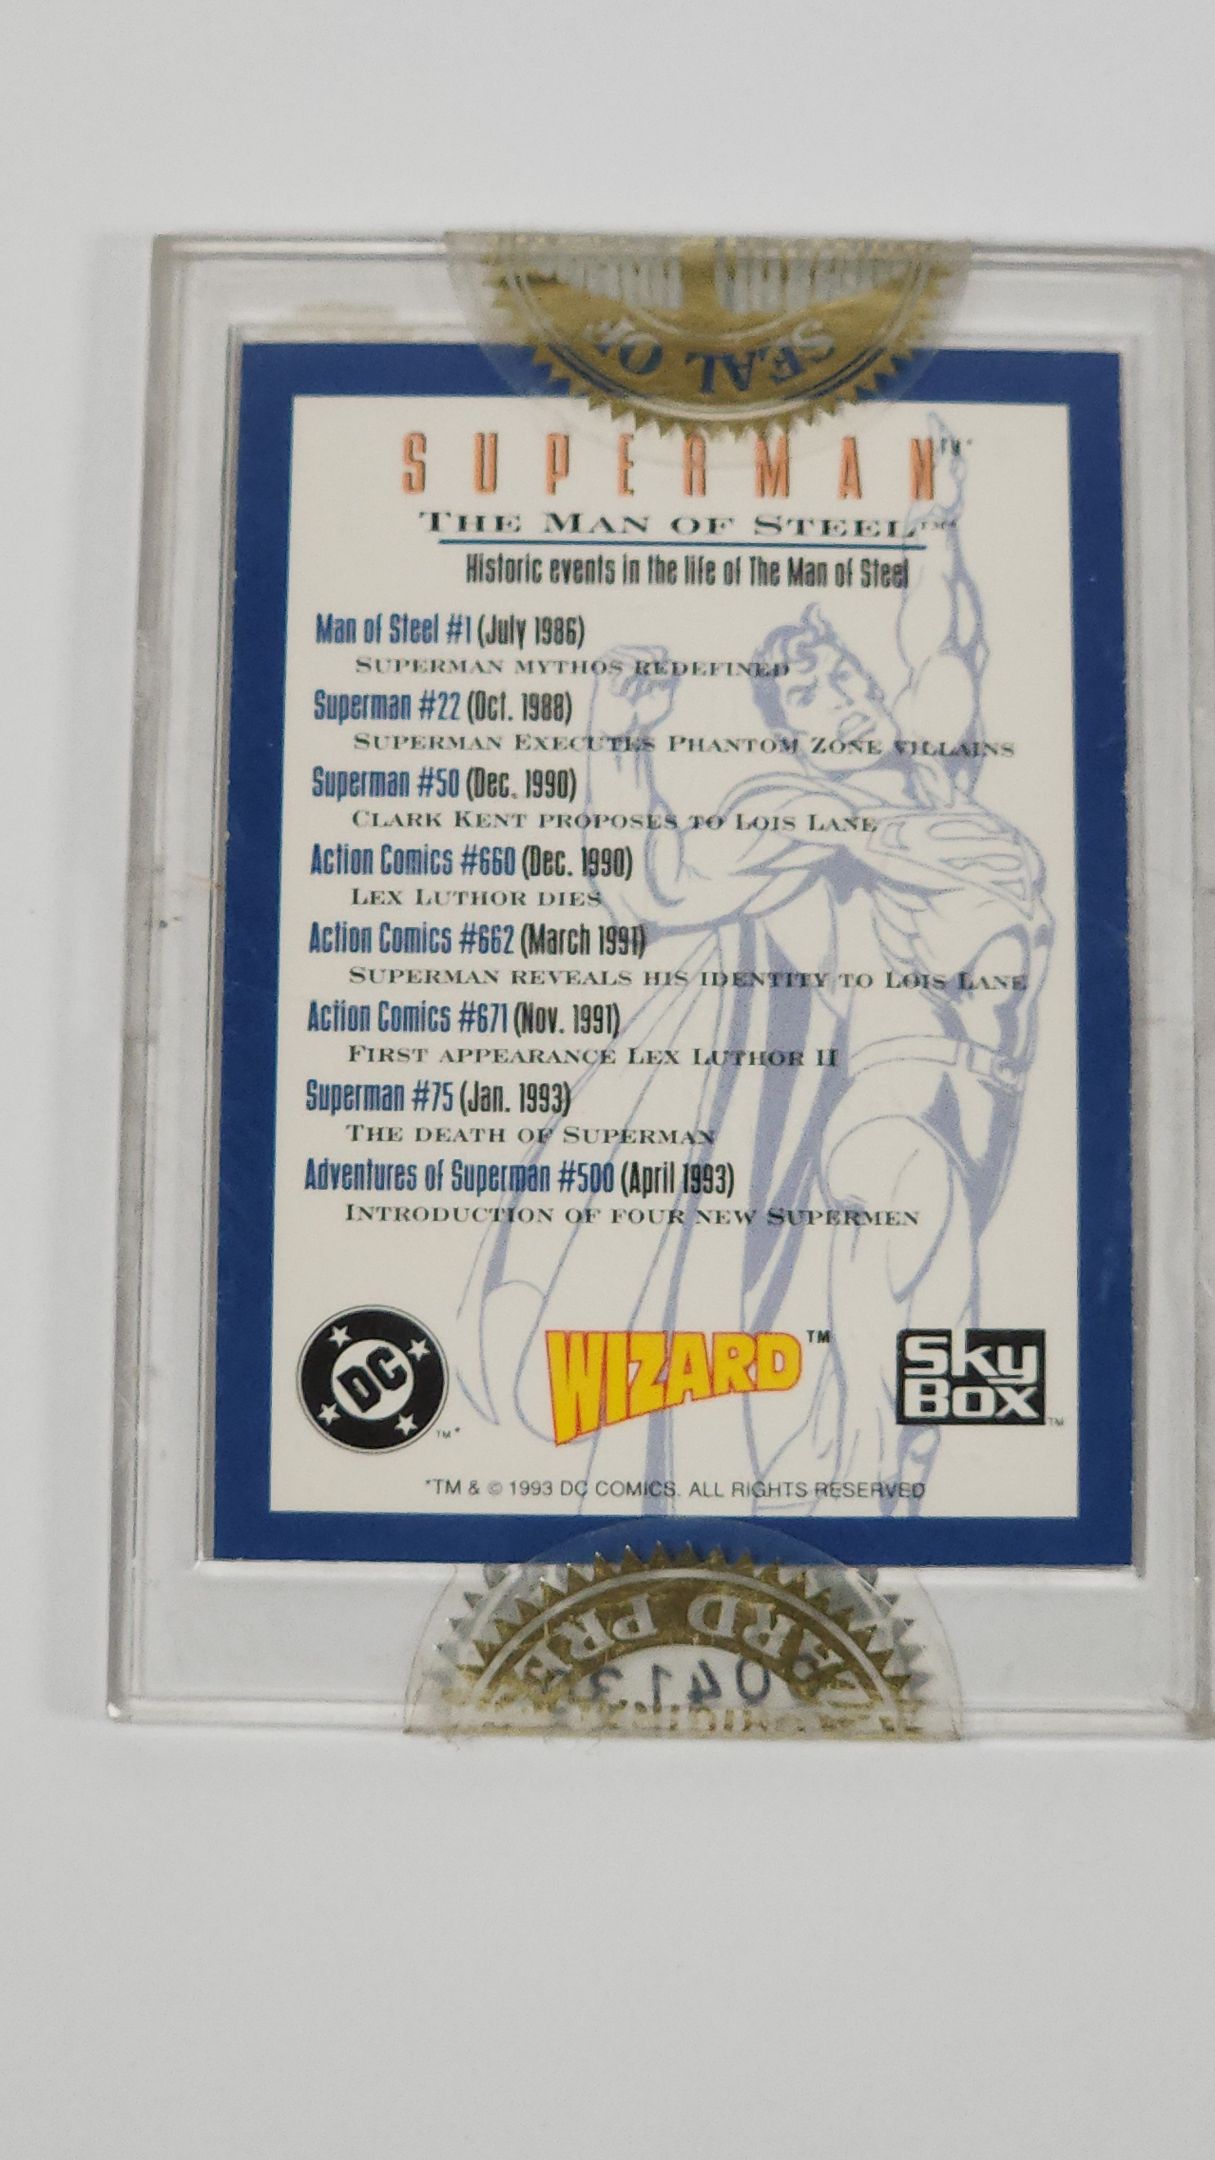 SEAL OF
SUPERMAN™*
THE MAN OF STEEL™
Historic events in the life of The Man of Steel
Man of Steel #1 (July 1986)
SUPERMAN MYTHOS REDEFINED
Superman #22 (Oct. 1988)
SUPERMAN EXECUTES PHANTOM ZONE VILLAINS
Superman #50 (Dec. 1990)
CLARK KENT PROPOSES TO LOIS LANE
Action Comics #660 (Dec. 1990)
LEX LUTHOR DIES
Action Comics #662 (March 1991)
SUPERMAN REVEALS HIS IDENTITY TO LOIS LANE
Action Comics #671 (Nov. 1991)
FIRST APPEARANCE LEX LUTHOR II
Superman #75 (Jan. 1993)
THE DEATH OF SUPERMAN
Adventures of Superman #500 (April 1993)
INTRODUCTION OF FOUR NEW SUPERMEN
DC ™*
WIZARD™
SkyBox™
*TM & © 1993 DC COMICS. ALL RIGHTS RESERVED